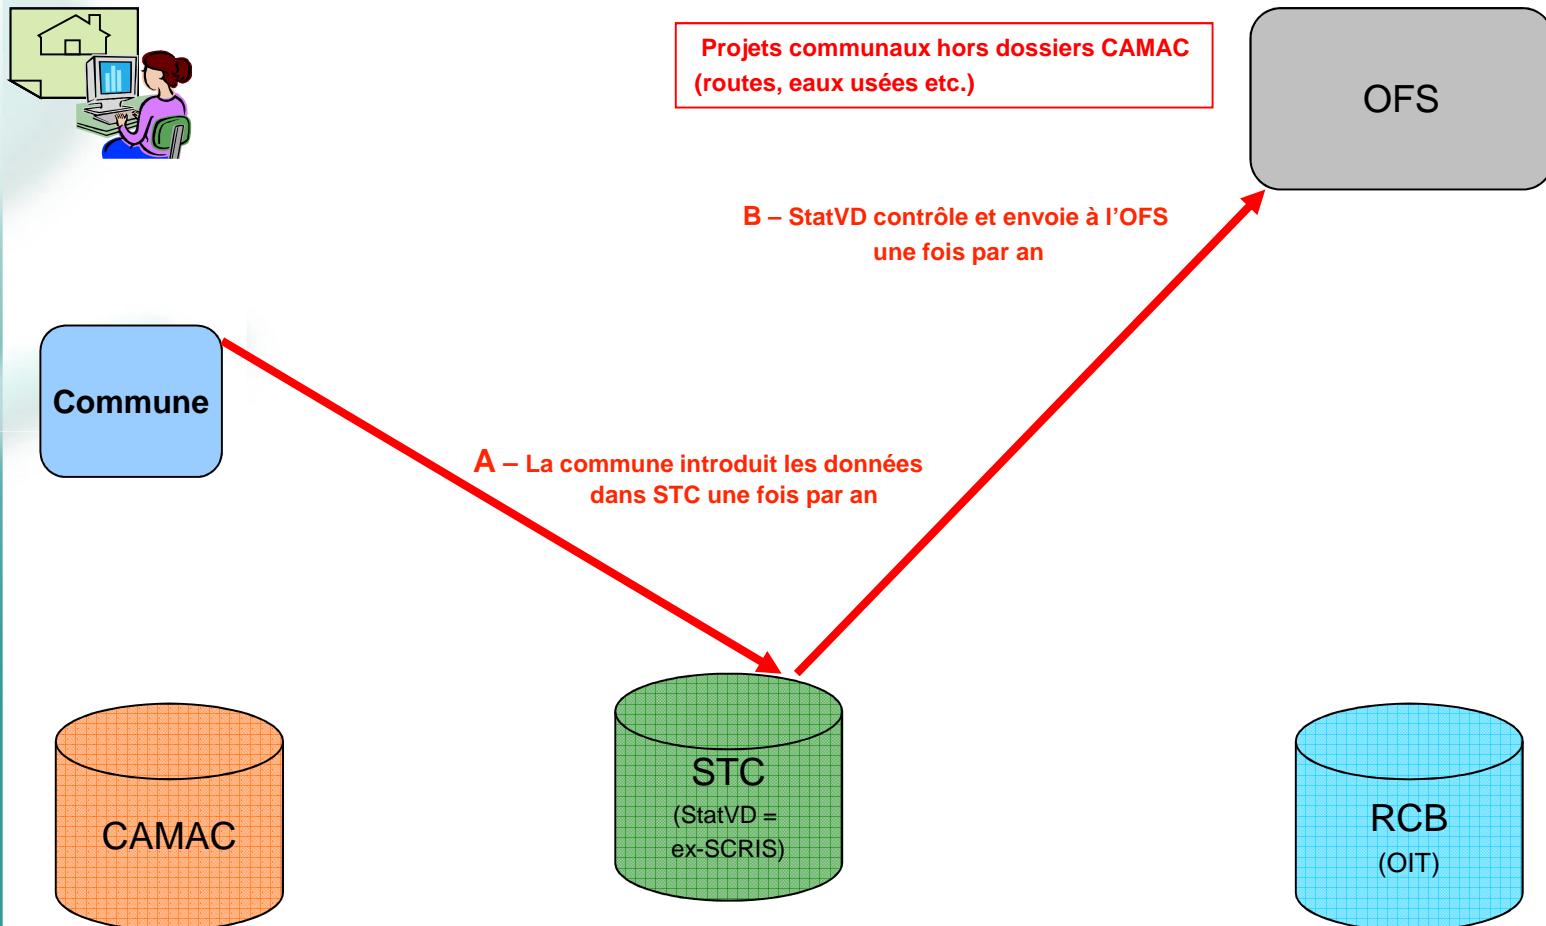 Projets communaux hors dossiers CAMAC
(routes, eaux usées etc.)
OFS
B – StatVD contrôle et envoie à l’OFS
une fois par an
Commune
A – La commune introduit les données
dans STC une fois par an
STC
(StatVD =
ex-SCRIS)
CAMAC
RCB
(OIT)